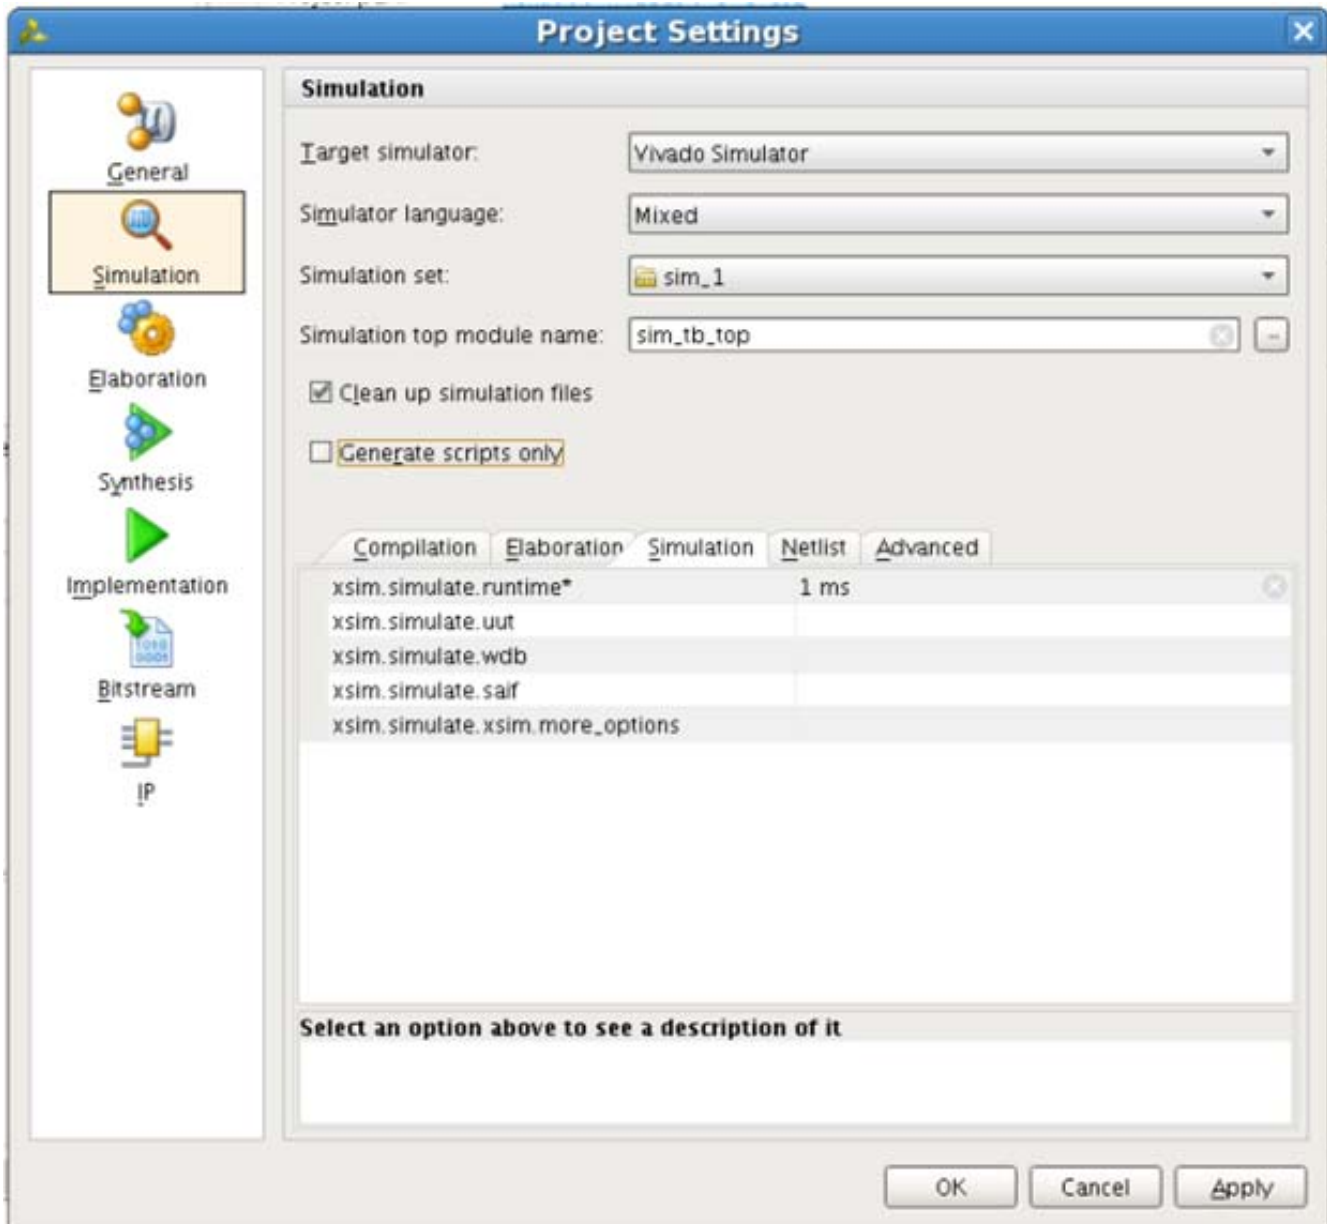 Project Settings
General
Simulation
Elaboration
Synthesis
Implementation
Bitstream
IP
Simulation
Target simulator: Vivado Simulator
Simulator language: Mixed
Simulation set: sim_1
Simulation top module name: sim_tb_top
Clean up simulation files
Generate scripts only
Compilation Elaboration Simulation Netlist Advanced
xsim.simulate.runtime* 1 ms
xsim.simulate.uut
xsim.simulate.wdb
xsim.simulate.saif
xsim.simulate.xsim.more_options
Select an option above to see a description of it
OK Cancel Apply